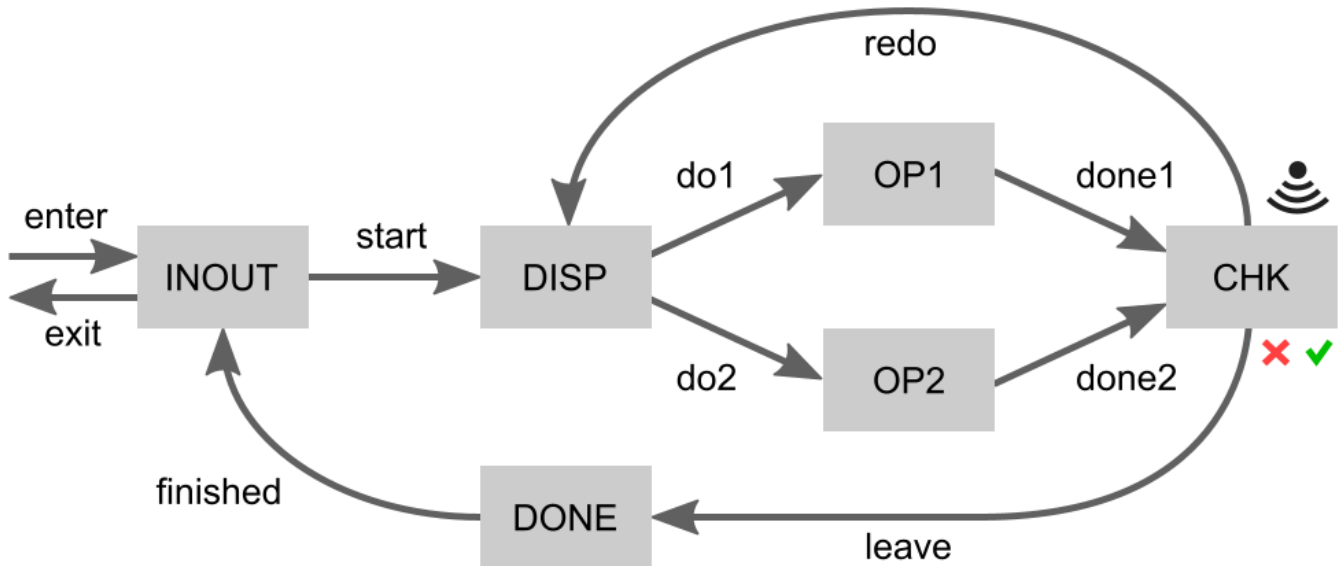 redo
do1
OP1
done1
enter
start
INOUT
DISP
CHK
exit
do2
OP2
done2
finished
DONE
leave